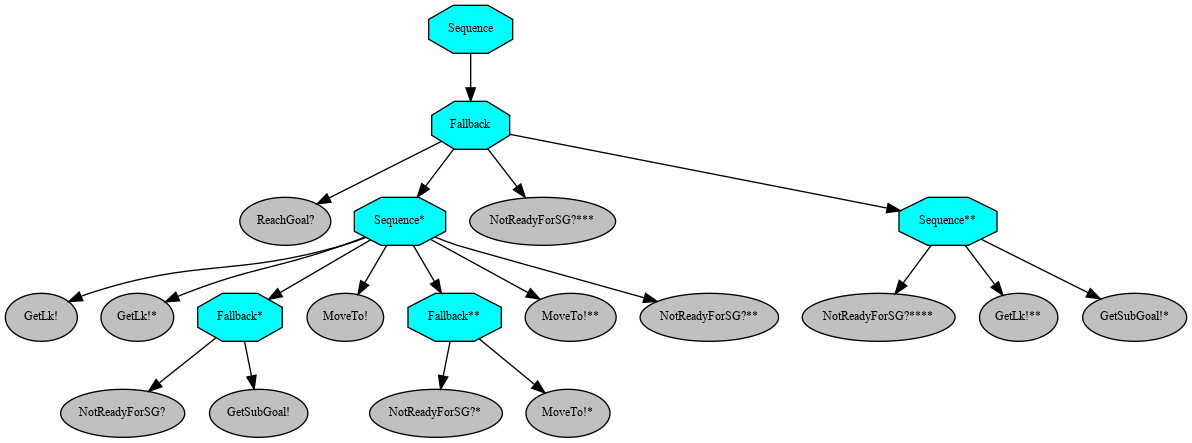 Sequence
Fallback
ReachGoal?
Sequence*
NotReadyForSG?***
Sequence**
GetLk!
GetLk!*
Fallback*
MoveTo!
Fallback**
MoveTo!**
NotReadyForSG?**
NotReadyForSG?****
GetLk!**
GetSubGoal!*
NotReadyForSG?
GetSubGoal!
NotReadyForSG?*
MoveTo!*